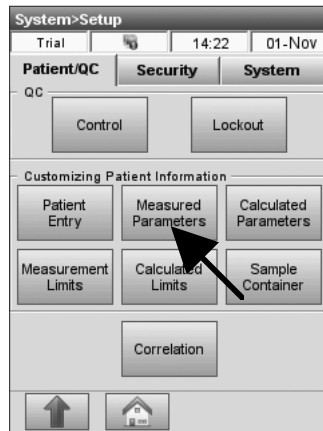 System>Setup
Trial 14:22 01-Nov
Patient/QC Security System
QC
Control Lockout
Customizing Patient Information
Patient Measured Calculated
Entry Parameters Parameters
Measurement Calculated Sample
Limits Limits Container
Correlation